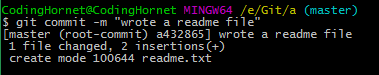 CodingHornet@CodingHornet MINGW64 /e/Git/a (master)
$ git commit -m "wrote a readme file"
[master (root-commit) a432865] wrote a readme file
1 file changed, 2 insertions(+)
create mode 100644 readme.txt